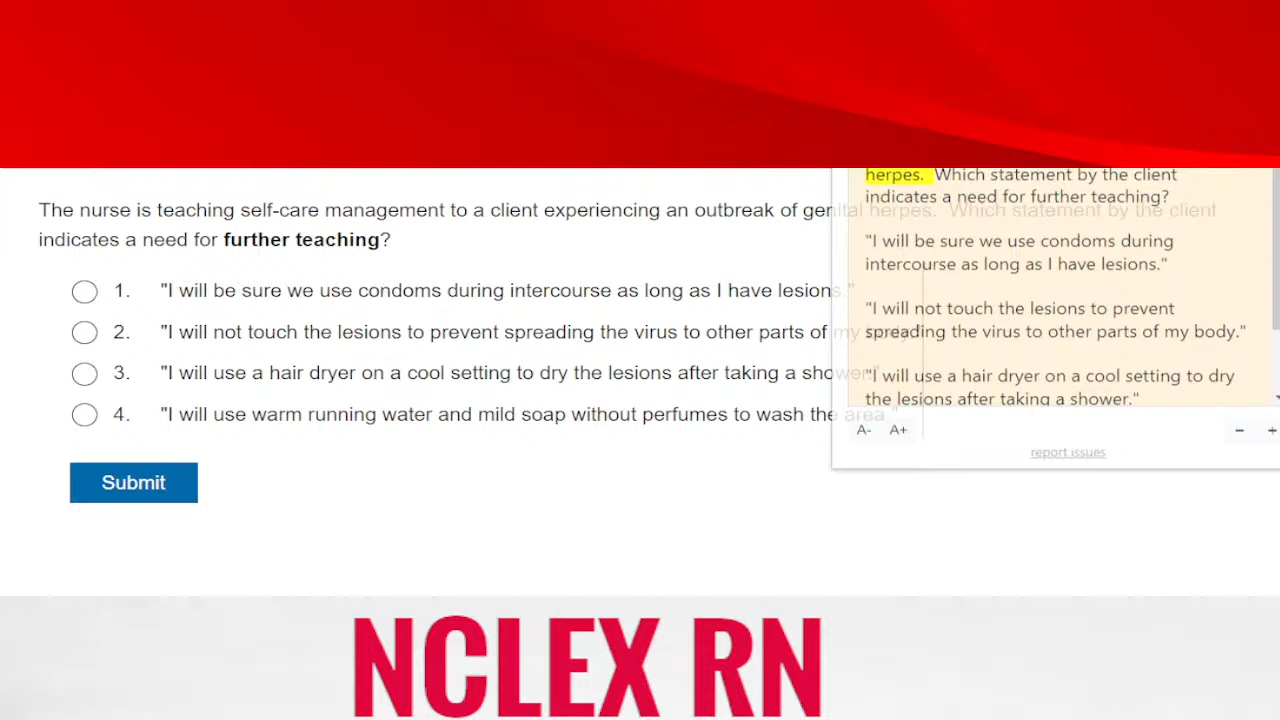 The nurse is teaching self-care management to a client experiencing an outbreak of genital herpes. Which statement by the client
indicates a need for further teaching?
1. "I will be sure we use condoms during intercourse as long as I have lesions."
2. "I will not touch the lesions to prevent spreading the virus to other parts of my body."
3. "I will use a hair dryer on a cool setting to dry the lesions after taking a shower."
4. "I will use warm running water and mild soap without perfumes to wash the area."
Submit
herpes. Which statement by the client
indicates a need for further teaching?
"I will be sure we use condoms during
intercourse as long as I have lesions."
"I will not touch the lesions to prevent
spreading the virus to other parts of my body."
"I will use a hair dryer on a cool setting to dry
the lesions after taking a shower."
A- A+ − +
report issues
NCLEX RN